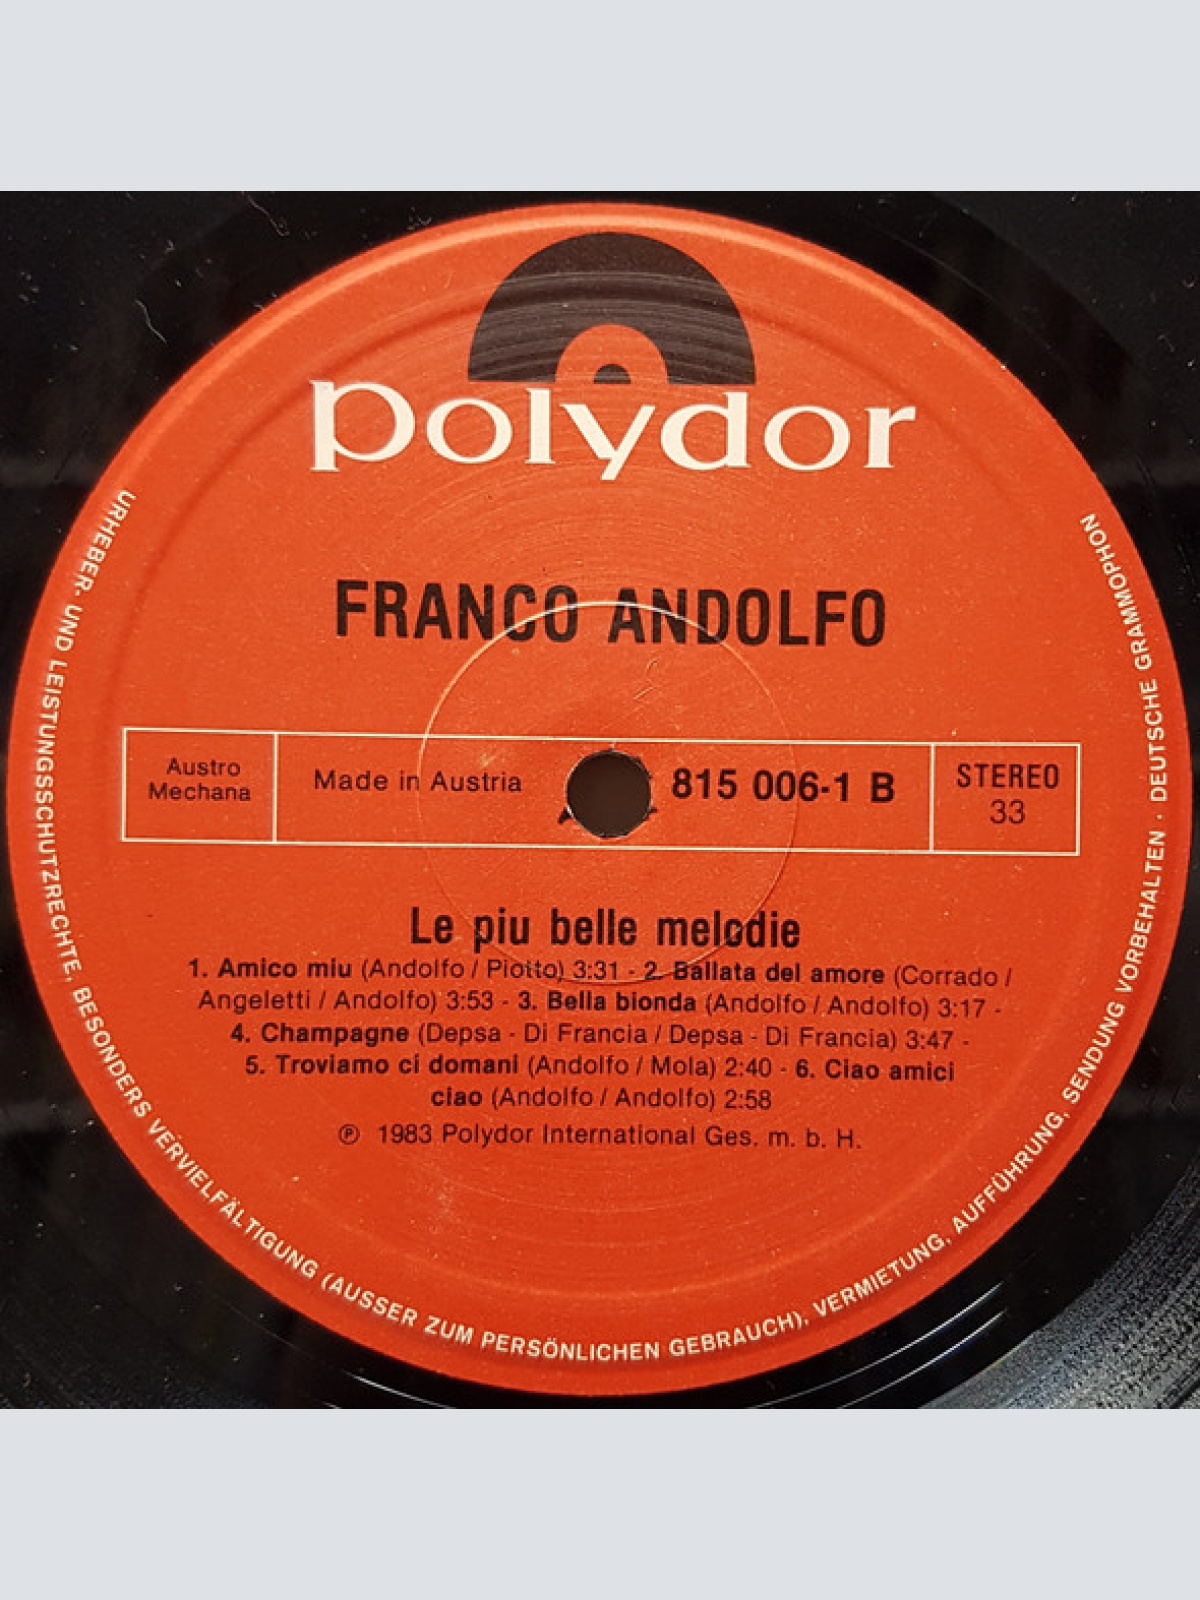 polydor
FRANCO ANDOLFO
Austro
Mechana
Made in Austria
815 006-1 B
STEREO
33
Le piu belle melodie
1. Amico miu (Andolfo / Piotto) 3:31 - 2. Ballata del amore (Corrado /
Angeletti / Andolfo) 3:53 - 3. Bella bionda (Andolfo / Andolfo) 3:17 -
4. Champagne (Depsa - Di Francia / Depsa - Di Francia) 3:47 -
5. Troviamo ci domani (Andolfo / Mola) 2:40 - 6. Ciao amici
ciao (Andolfo / Andolfo) 2:58
℗ 1983 Polydor International Ges. m. b. H.
URHEBER- UND LEISTUNGSSCHUTZRECHTE, BESONDERS VERVIELFÄLTIGUNG (AUSSER ZUM PERSÖNLICHEN GEBRAUCH), VERMIETUNG, AUFFÜHRUNG, SENDUNG VORBEHALTEN · DEUTSCHE GRAMMOPHON